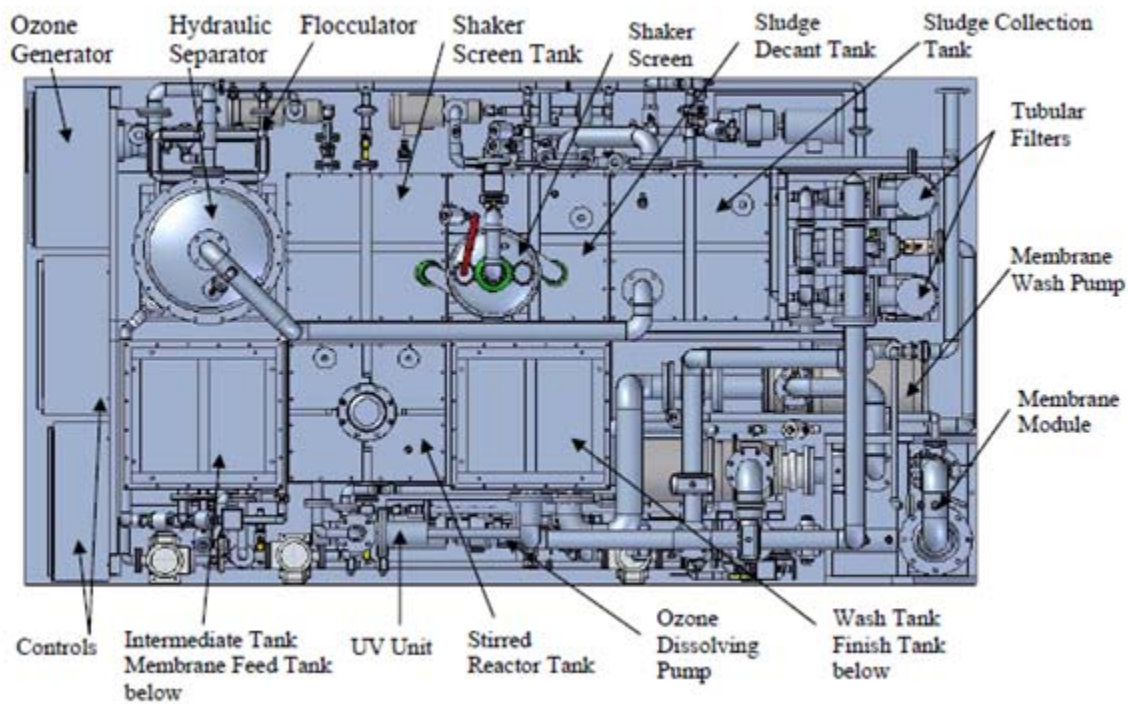 Ozone
Generator
Hydraulic
Separator
Flocculator
Shaker
Screen Tank
Shaker
Screen
Sludge
Decant Tank
Sludge Collection
Tank
Tubular
Filters
Membrane
Wash Pump
Membrane
Module
Controls
Intermediate Tank
Membrane Feed Tank
below
UV Unit
Stirred
Reactor Tank
Ozone
Dissolving
Pump
Wash Tank
Finish Tank
below